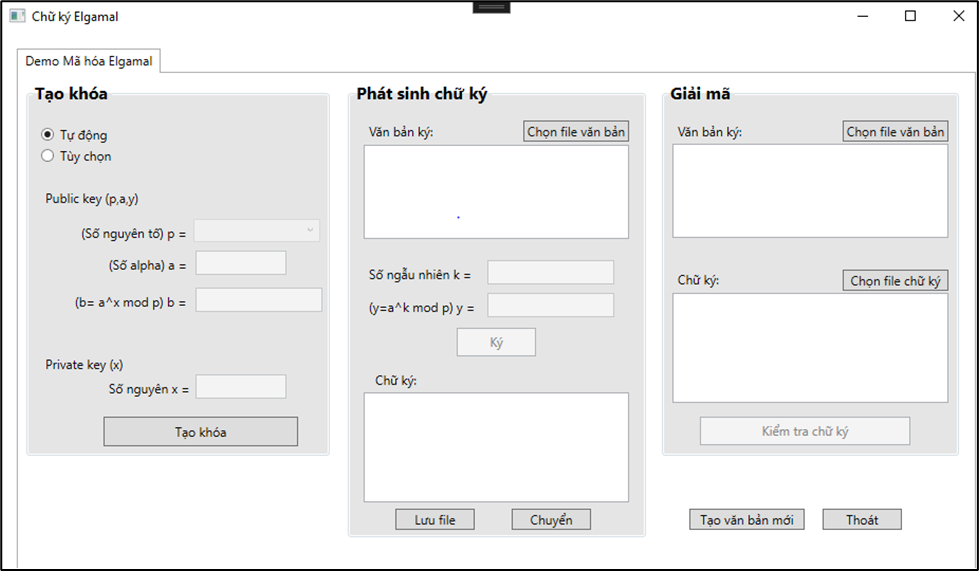 Chữ ký Elgamal
Demo Mã hóa Elgamal
Tạo khóa
Tự động
Tùy chọn
Public key (p,a,y)
(Số nguyên tố) p =
(Số alpha) a =
(b= a^x mod p) b =
Private key (x)
Số nguyên x =
Tạo khóa
Phát sinh chữ ký
Văn bản ký:
Chọn file văn bản
Số ngẫu nhiên k =
(y=a^k mod p) y =
Ký
Chữ ký:
Lưu file
Chuyển
Giải mã
Văn bản ký:
Chọn file văn bản
Chữ ký:
Chọn file chữ ký
Kiểm tra chữ ký
Tạo văn bản mới
Thoát